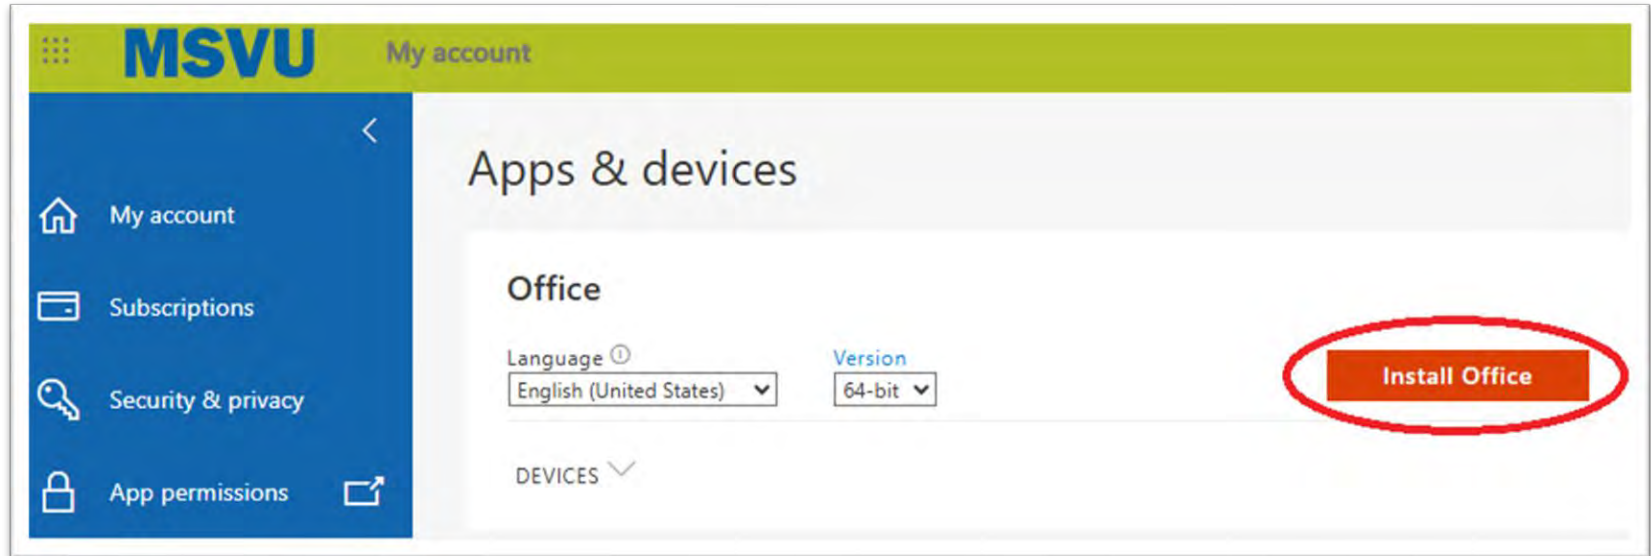 MSVU My account
My account
Subscriptions
Security & privacy
App permissions
Apps & devices
Office
Language Version
English (United States) 64-bit
Install Office
DEVICES